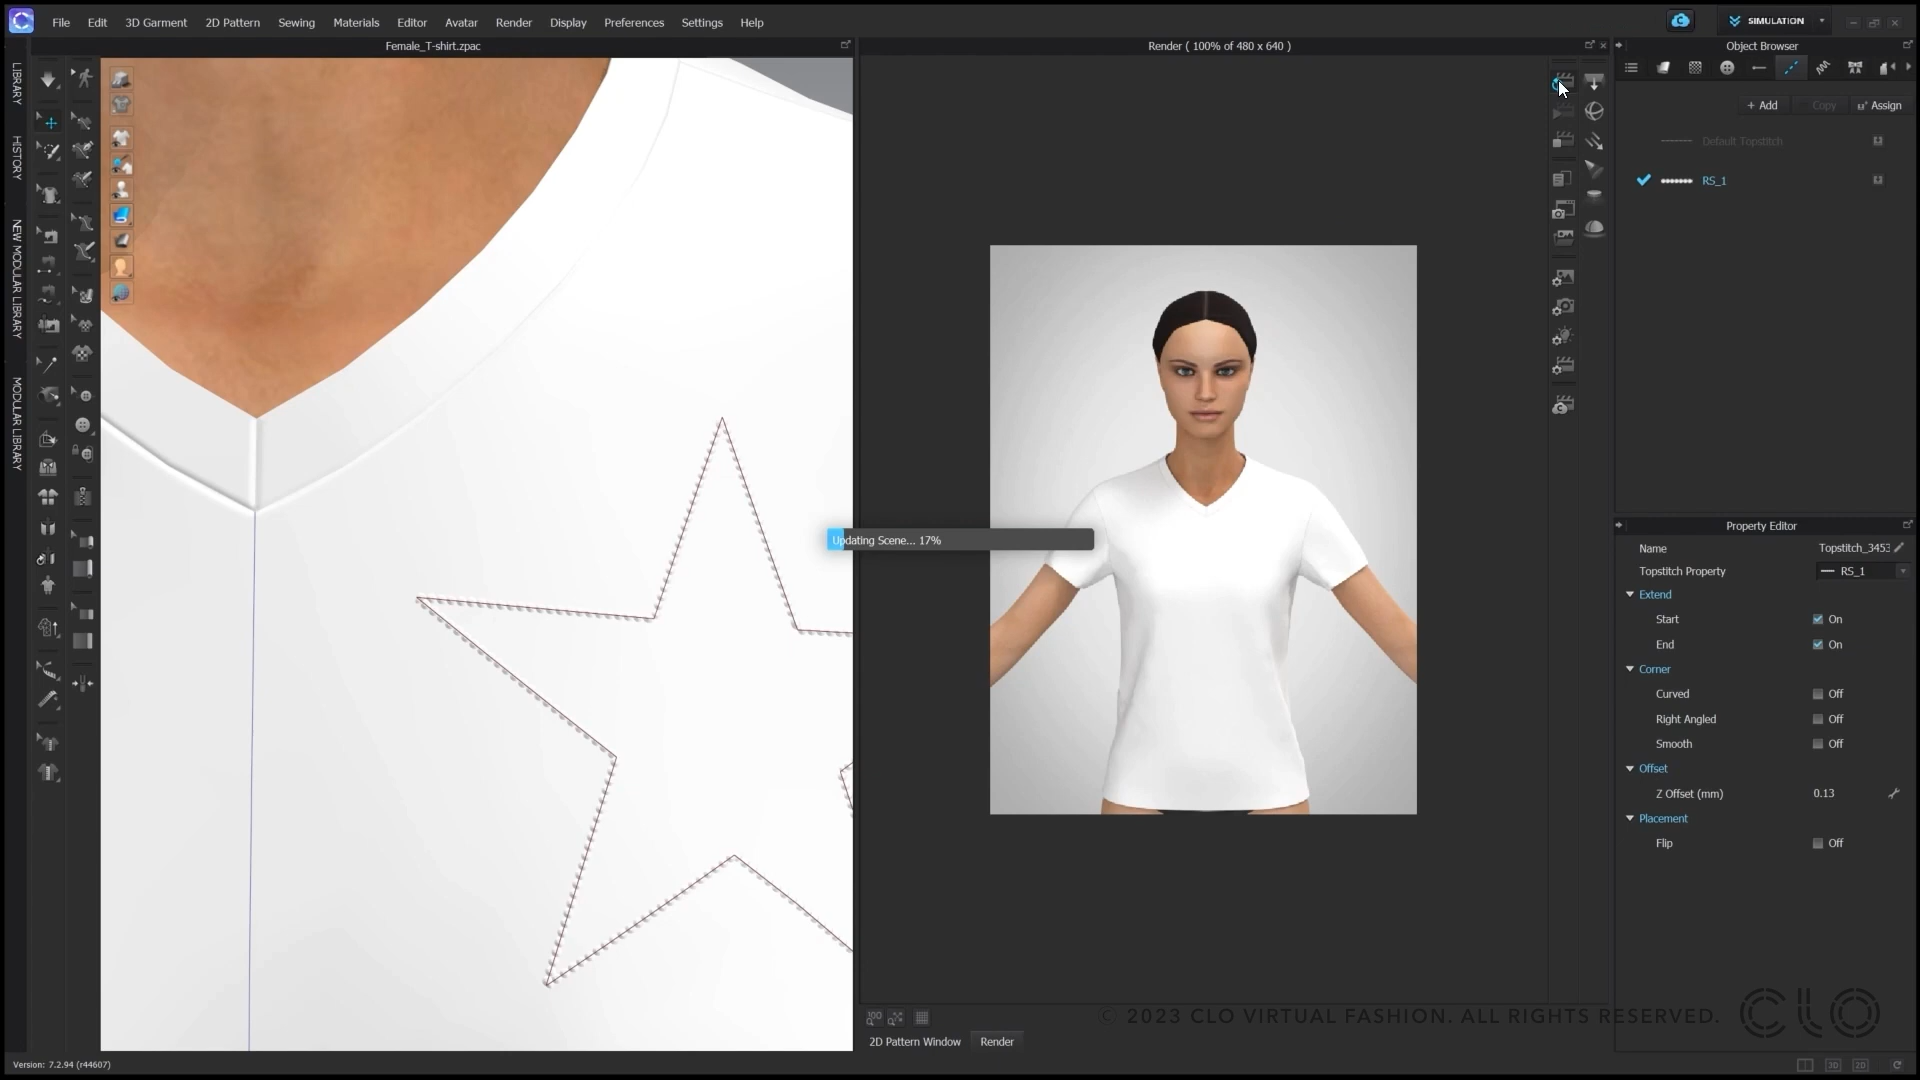 File Edit 3D Garment 2D Pattern Sewing Materials Editor Avatar Render Display Preferences Settings Help
SIMULATION
Female_T-shirt.zpac
Render ( 100% of 480 x 640 )
Object Browser
LIBRARY
HISTORY
NEW MODULAR LIBRARY
MODULAR LIBRARY
+ Add Copy Assign
Default Topstitch
RS_1
Updating Scene... 17%
Property Editor
Name Topstitch_3453
Topstitch Property RS_1
Extend
Start On
End On
Corner
Curved Off
Right Angled Off
Smooth Off
Offset
Z Offset (mm) 0.13
Placement
Flip Off
100
© 2023 CLO VIRTUAL FASHION. ALL RIGHTS RESERVED.
CLO
2D Pattern Window Render
Version: 7.2.94 (r44607)
3D 2D